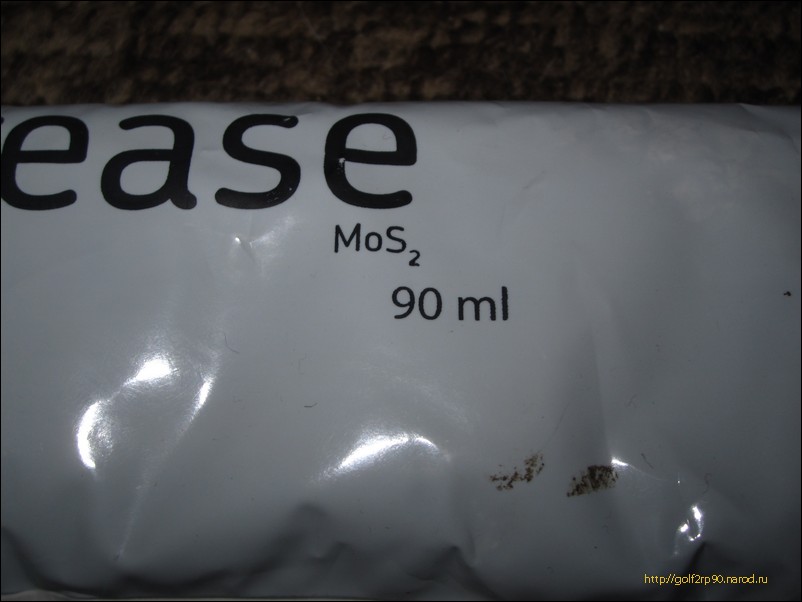 ease
MoS₂
90 ml
http://golf2rp90.narod.ru